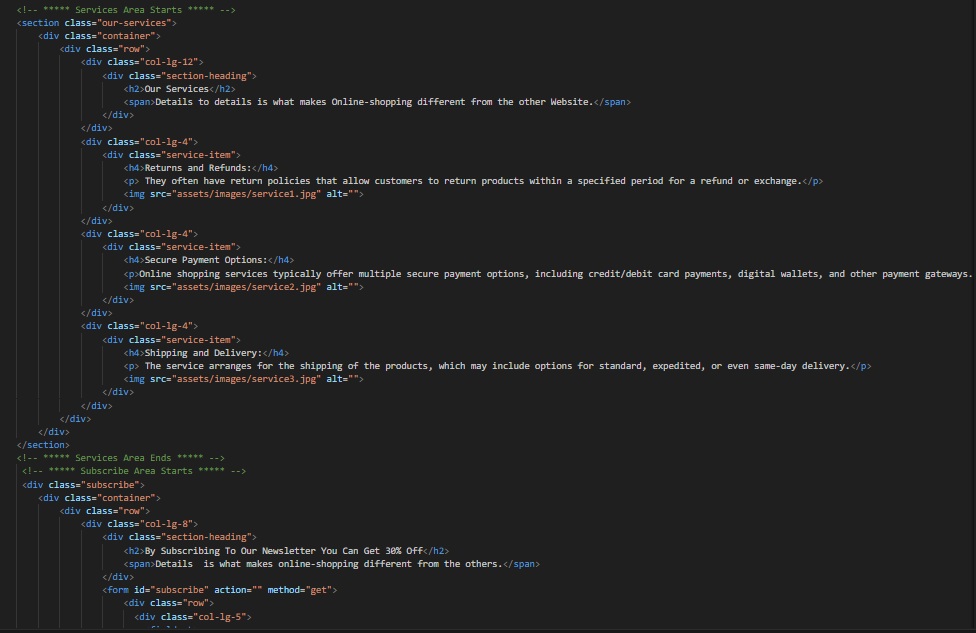 <!-- ***** Services Area Starts ***** -->
<section class="our-services">
<div class="container">
<div class="row">
<div class="col-lg-12">
<div class="section-heading">
<h2>Our Services</h2>
<span>Details to details is what makes Online-shopping different from the other Website.</span>
</div>
</div>
<div class="col-lg-4">
<div class="service-item">
<h4>Returns and Refunds:</h4>
<p> They often have return policies that allow customers to return products within a specified period for a refund or exchange.</p>
<img src="assets/images/service1.jpg" alt="">
</div>
</div>
<div class="col-lg-4">
<div class="service-item">
<h4>Secure Payment Options:</h4>
<p>Online shopping services typically offer multiple secure payment options, including credit/debit card payments, digital wallets, and other payment gateways.
<img src="assets/images/service2.jpg" alt="">
</div>
</div>
<div class="col-lg-4">
<div class="service-item">
<h4>Shipping and Delivery:</h4>
<p> The service arranges for the shipping of the products, which may include options for standard, expedited, or even same-day delivery.</p>
<img src="assets/images/service3.jpg" alt="">
</div>
</div>
</div>
</div>
</section>
<!-- ***** Services Area Ends ***** -->
<!-- ***** Subscribe Area Starts ***** -->
<div class="subscribe">
<div class="container">
<div class="row">
<div class="col-lg-8">
<div class="section-heading">
<h2>By Subscribing To Our Newsletter You Can Get 30% Off</h2>
<span>Details  is what makes online-shopping different from the others.</span>
</div>
<form id="subscribe" action="" method="get">
<div class="row">
<div class="col-lg-5">